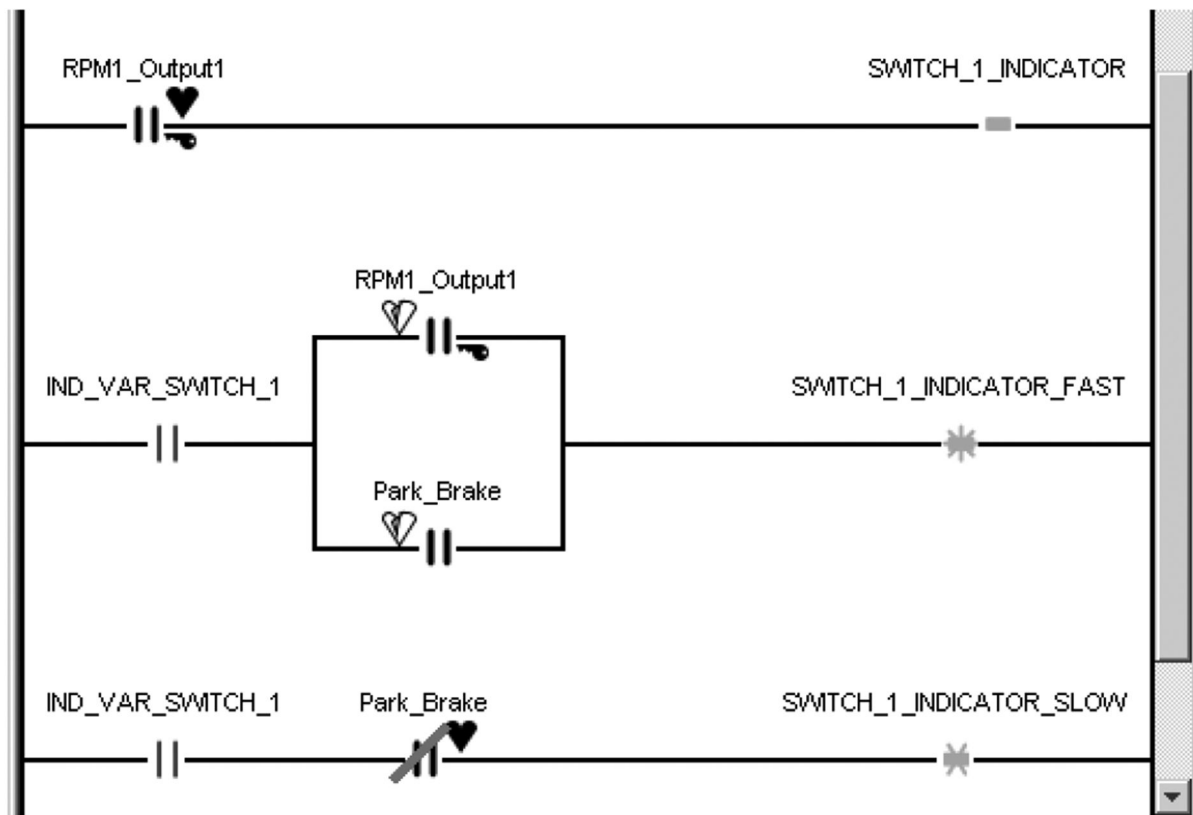 RPM1_Output1
SWITCH_1_INDICATOR
RPM1_Output1
IND_VAR_SWITCH_1
SWITCH_1_INDICATOR_FAST
Park_Brake
IND_VAR_SWITCH_1
Park_Brake
SWITCH_1_INDICATOR_SLOW